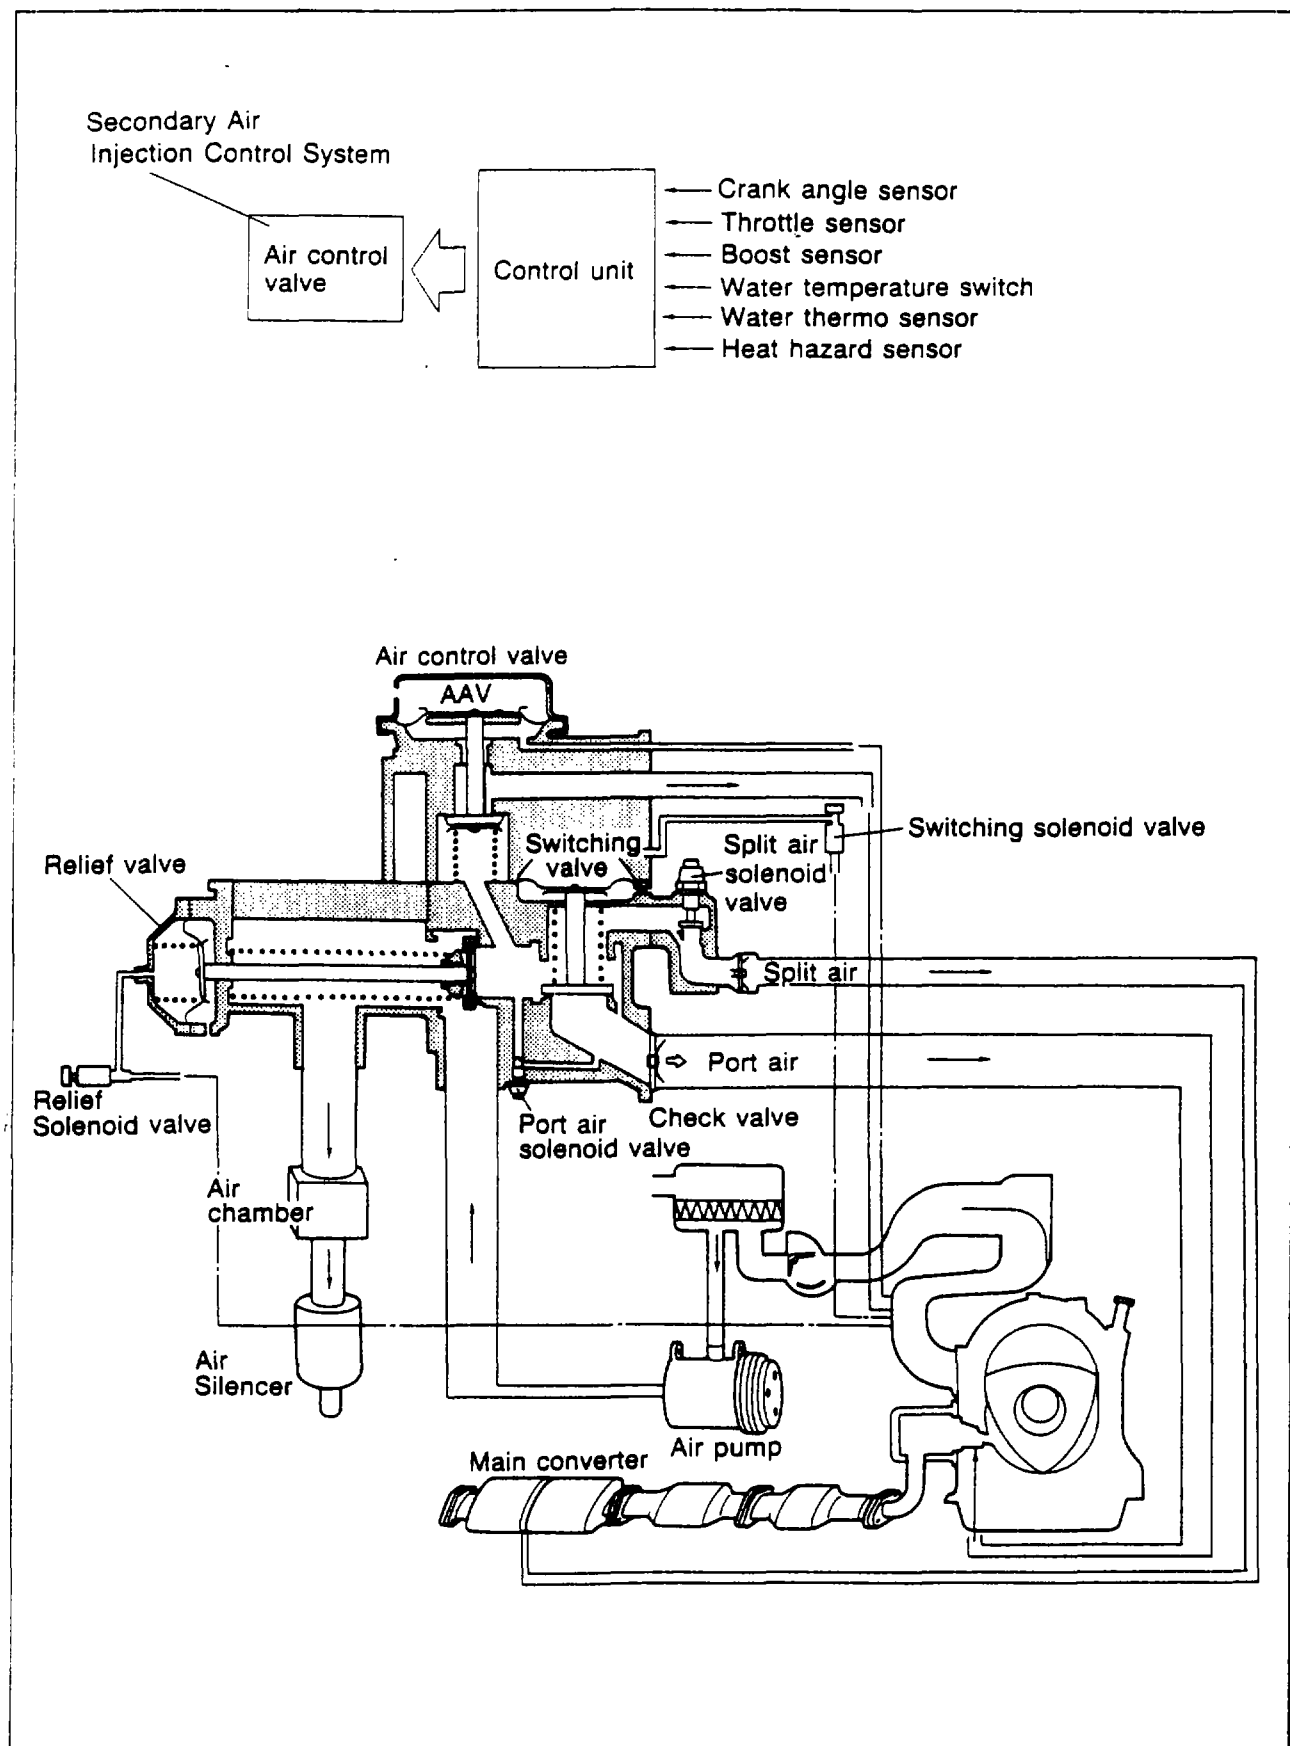 Secondary Air
Injection Control System
Air control
valve
Control unit
Crank angle sensor
Throttle sensor
Boost sensor
Water temperature switch
Water thermo sensor
Heat hazard sensor
Air control valve
AAV
Switching solenoid valve
Switching
valve
Split air
solenoid
valve
Relief valve
Split air
Port air
Relief
Solenoid valve
Port air
solenoid valve
Check valve
Air
chamber
Air
Silencer
Air pump
Main converter